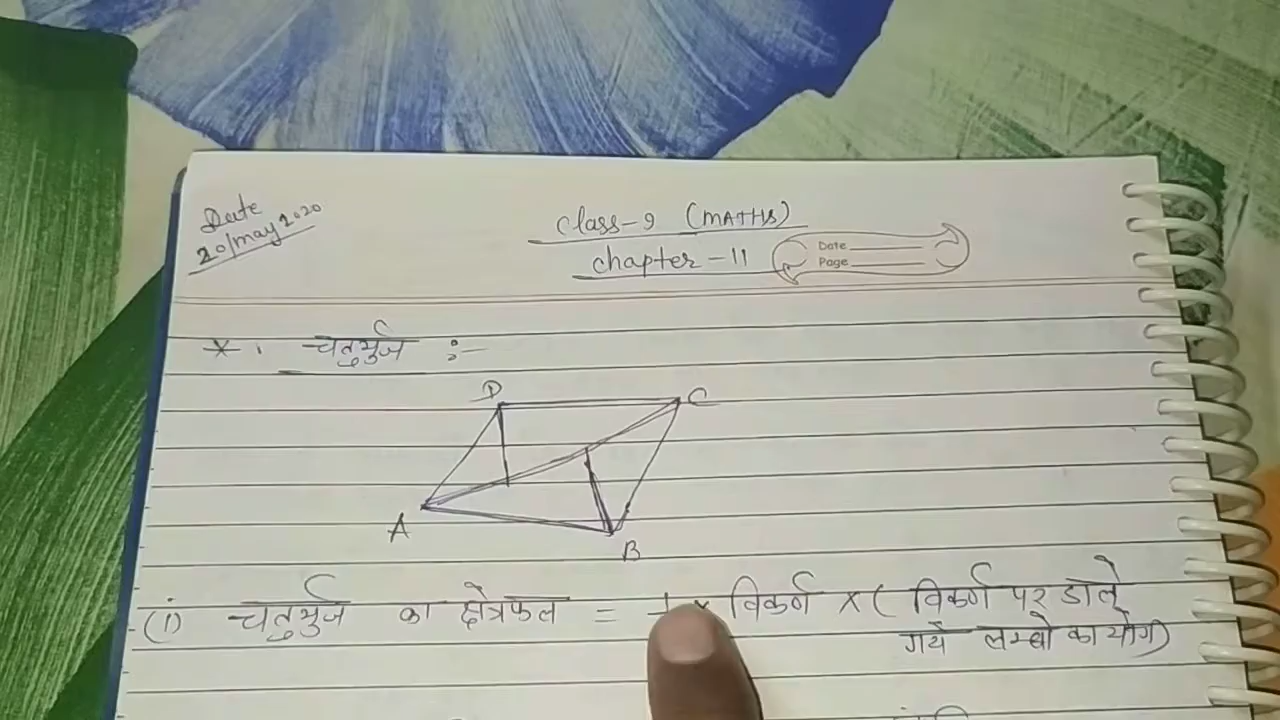 Date
20/may 2020
Class-9 (MATHS)
chapter-11
Date
Page
* . चतुर्भुज :-
D
C
A
B
(i) चतुर्भुज का क्षेत्रफल = 1 × विकर्ण × ( विकर्ण पर डाले
गये लम्बो का योग)